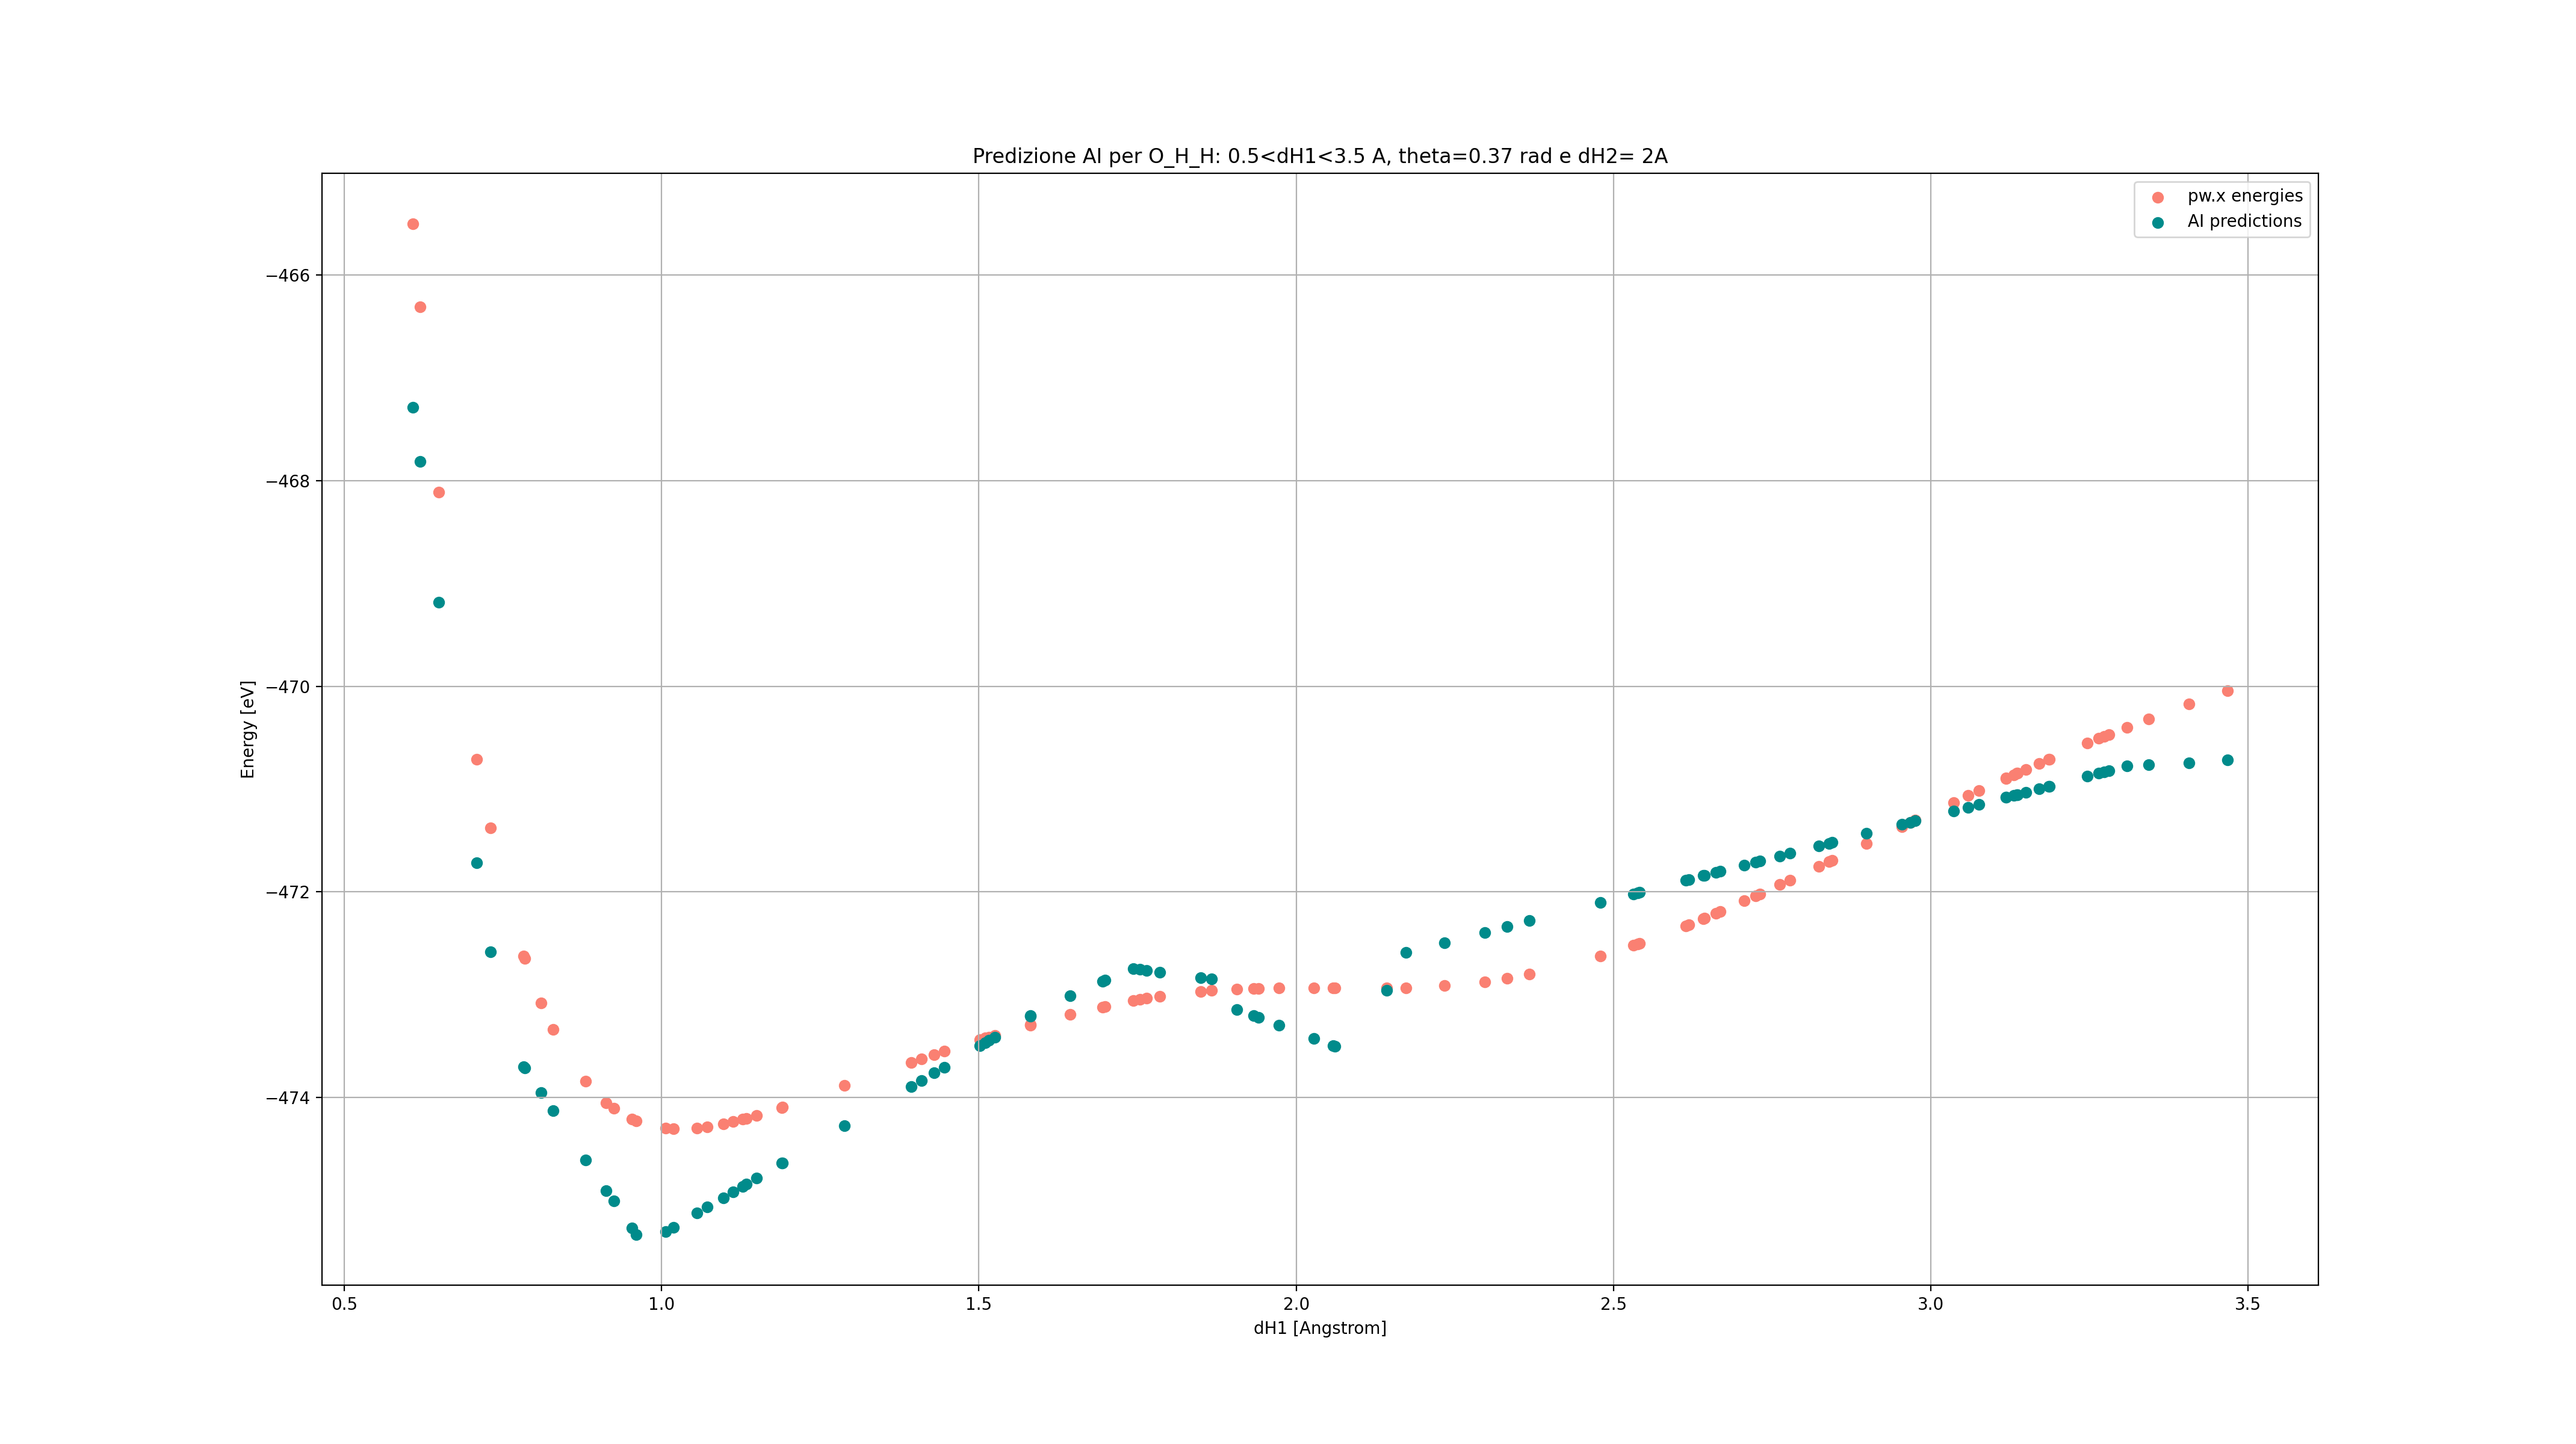 Predizione AI per O_H_H: 0.5<dH1<3.5 A, theta=0.37 rad e dH2= 2A
pw.x energies
AI predictions
Energy [eV]
−466
−468
−470
−472
−474
0.5 1.0 1.5 2.0 2.5 3.0 3.5
dH1 [Angstrom]